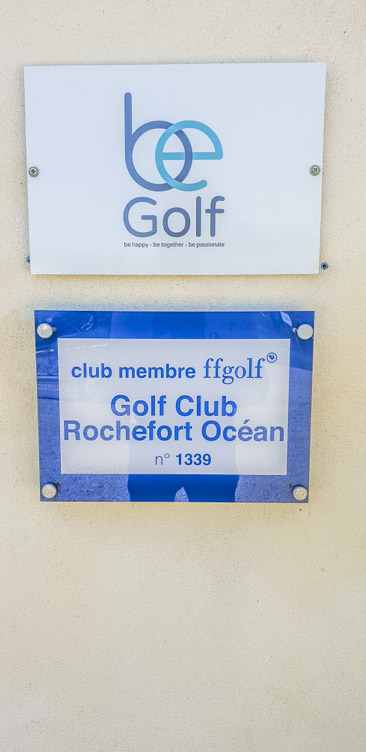 be
Golf
be happy - be together - be passionate
club membre ffgolf
Golf Club
Rochefort Océan
n° 1339